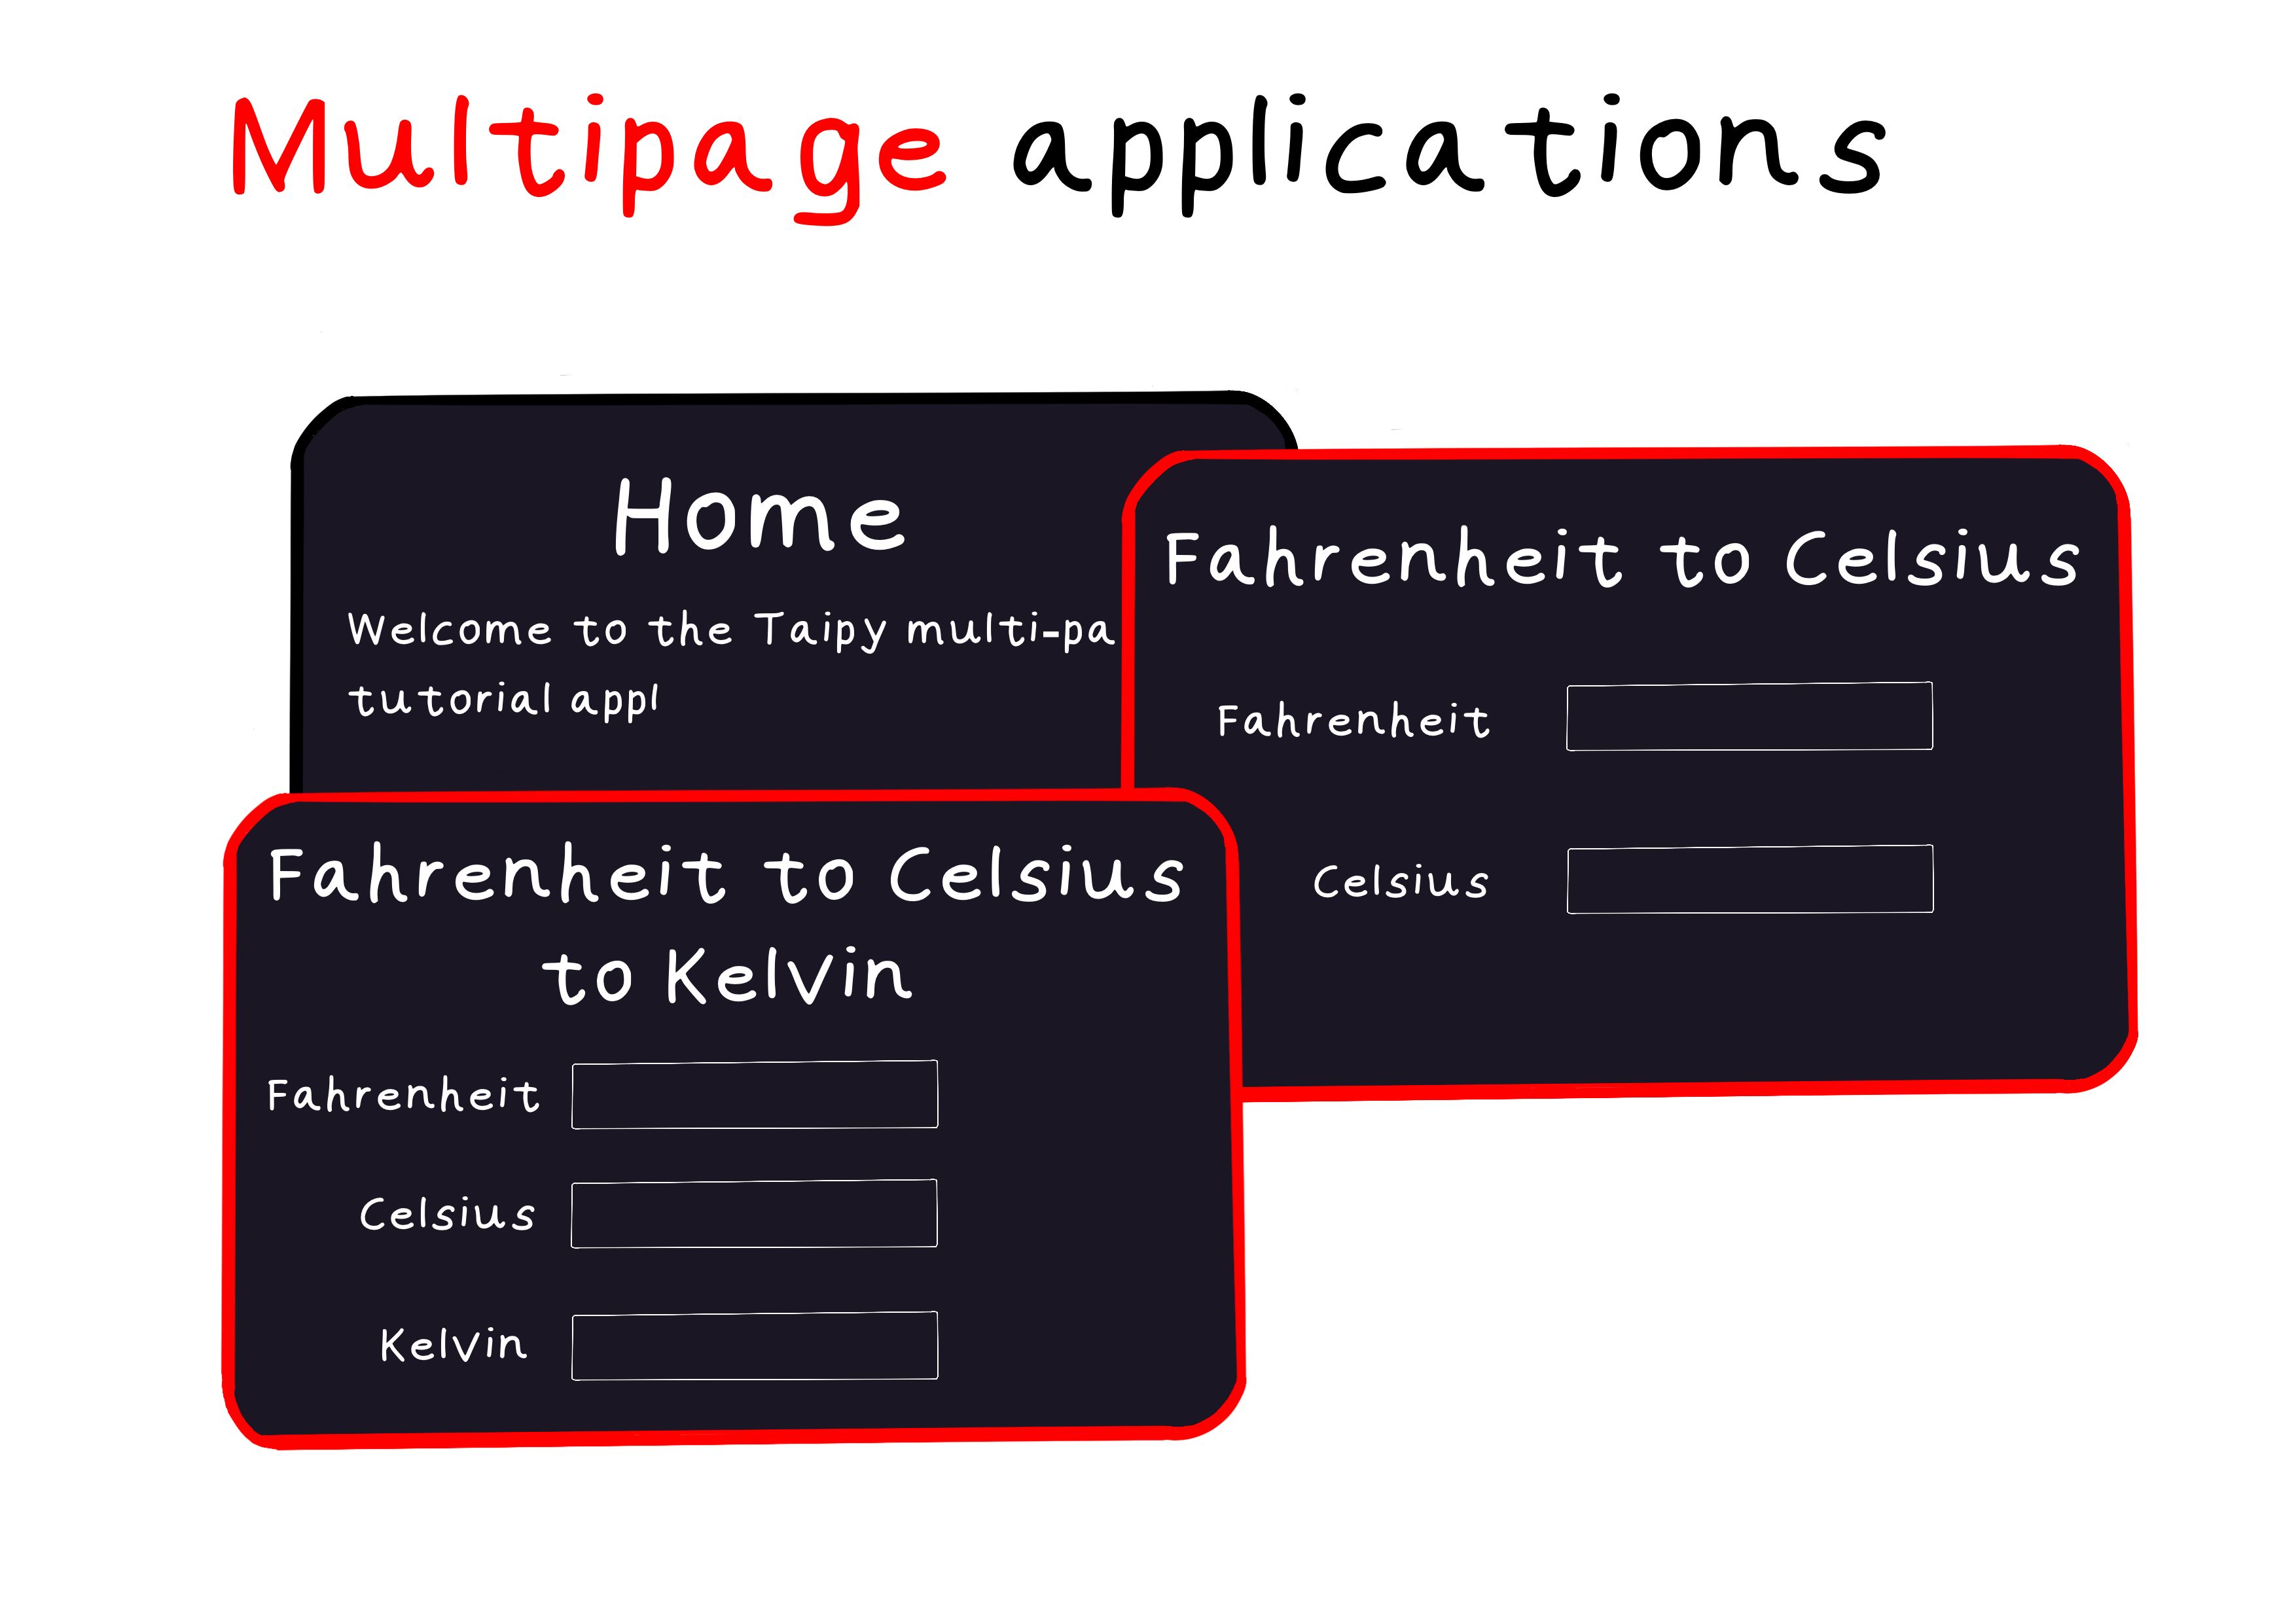 Multipage applications
Home
Welcome to the Taipy multi-pa
tutorial appl
Fahrenheit to Celsius
Fahrenheit
Celsius
Fahrenheit to Celsius
to Kelvin
Fahrenheit
Celsius
Kelvin